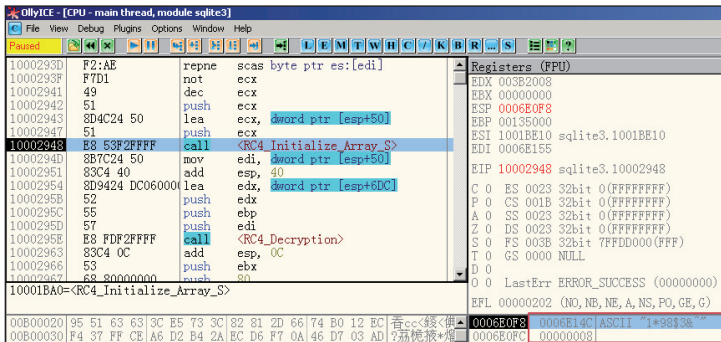 OllyICE - [CPU - main thread, module sqlite3]
C File View Debug Plugins Options Window Help
Paused L E M T W H C / K B R ... S ?
1000293D F2:AE repne scas byte ptr es:[edi]
1000293F F7D1 not ecx
10002941 49 dec ecx
10002942 51 push ecx
10002943 8D4C24 50 lea ecx, dword ptr [esp+50]
10002947 51 push ecx
10002948 E8 53F2FFFF call <RC4_Initialize_Array_S>
1000294D 8B7C24 50 mov edi, dword ptr [esp+50]
10002951 83C4 40 add esp, 40
10002954 8D9424 DC060000 lea edx, dword ptr [esp+6DC]
1000295B 52 push edx
1000295C 55 push ebp
1000295D 57 push edi
1000295E E8 FDF2FFFF call <RC4_Decryption>
10002963 83C4 0C add esp, 0C
10002966 53 push ebx
10002967 68 80000000 push 80
10001BA0=<RC4_Initialize_Array_S>
Registers (FPU)
EDX 003B2008
EBX 00000000
ESP 0006E0F8
EBP 00135000
ESI 1001BE10 sqlite3.1001BE10
EDI 0006E155
EIP 10002948 sqlite3.10002948
C 0 ES 0023 32bit 0(FFFFFFFF)
P 0 CS 001B 32bit 0(FFFFFFFF)
A 0 SS 0023 32bit 0(FFFFFFFF)
Z 0 DS 0023 32bit 0(FFFFFFFF)
S 0 FS 003B 32bit 7FFDD000(FFF)
T 0 GS 0000 NULL
D 0
O 0 LastErr ERROR_SUCCESS (00000000)
EFL 00000202 (NO,NB,NE,A,NS,PO,GE,G)
00B00020 95 51 63 63 3C E5 73 3C 82 81 2D 66 74 B0 12 EC
00B00030 F4 37 FF CE A6 D2 B4 2A EC D6 F7 0A 46 D7 03 AD
0006E0F8 0006E14C ASCII "1*98$3&~"
0006E0FC 00000008